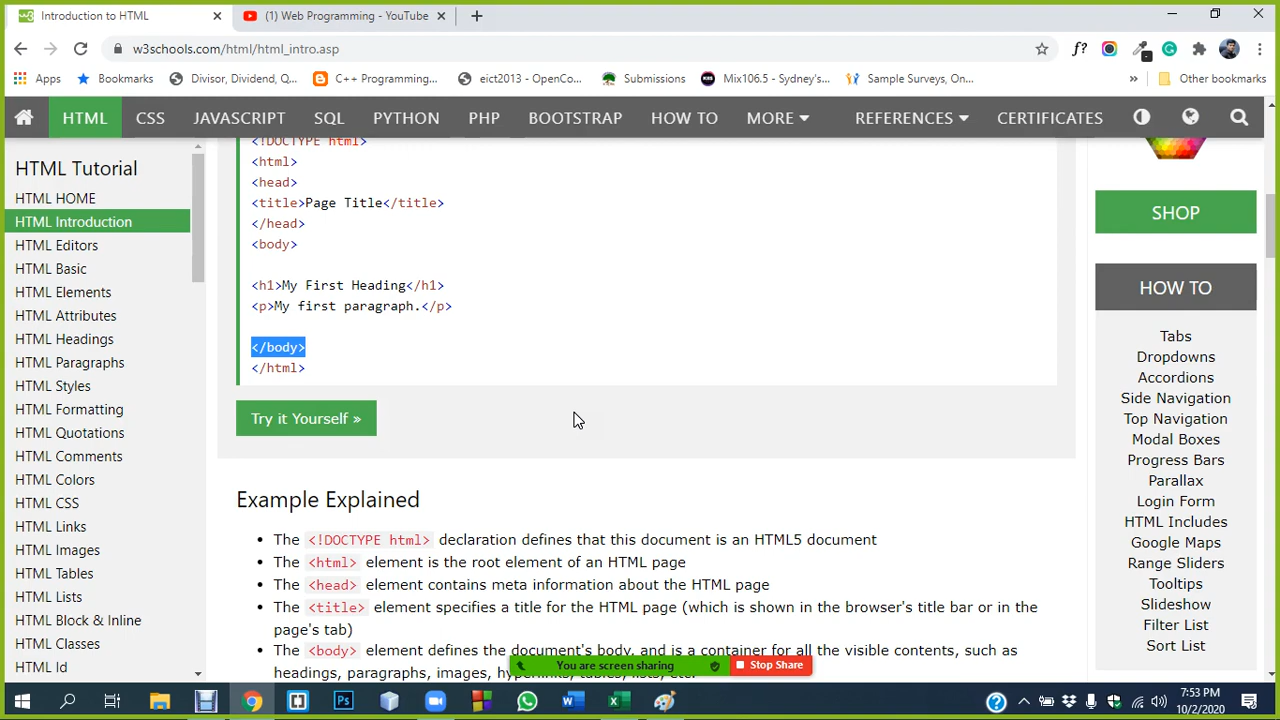 Introduction to HTML
(1) Web Programming - YouTube
w3schools.com/html/html_intro.asp
f?
Apps
Bookmarks
Divisor, Dividend, Q...
C++ Programming...
eict2013 - OpenCo...
Submissions
Mix106.5 - Sydney's...
Sample Surveys, On...
»
Other bookmarks
HTML
CSS
JAVASCRIPT
SQL
PYTHON
PHP
BOOTSTRAP
HOW TO
MORE
REFERENCES
CERTIFICATES
HTML Tutorial
HTML HOME
HTML Introduction
HTML Editors
HTML Basic
HTML Elements
HTML Attributes
HTML Headings
HTML Paragraphs
HTML Styles
HTML Formatting
HTML Quotations
HTML Comments
HTML Colors
HTML CSS
HTML Links
HTML Images
HTML Tables
HTML Lists
HTML Block & Inline
HTML Classes
HTML Id
<!DOCTYPE html>
<html>
<head>
<title>Page Title</title>
</head>
<body>
<h1>My First Heading</h1>
<p>My first paragraph.</p>
</body>
</html>
Try it Yourself »
Example Explained
• The <!DOCTYPE html> declaration defines that this document is an HTML5 document
• The <html> element is the root element of an HTML page
• The <head> element contains meta information about the HTML page
• The <title> element specifies a title for the HTML page (which is shown in the browser's title bar or in the
page's tab)
• The <body> element defines the document's body, and is a container for all the visible contents, such as
headings, paragraphs, images, hyperlinks, tables, lists, etc.
SHOP
HOW TO
Tabs
Dropdowns
Accordions
Side Navigation
Top Navigation
Modal Boxes
Progress Bars
Parallax
Login Form
HTML Includes
Google Maps
Range Sliders
Tooltips
Slideshow
Filter List
Sort List
You are screen sharing
Stop Share
7:53 PM
10/2/2020